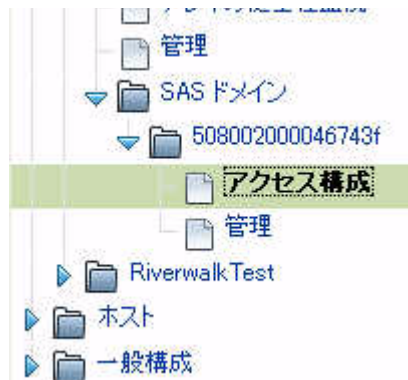 管理
SAS ドメイン
508002000046743f
アクセス構成
管理
RiverwalkTest
ホスト
一般構成